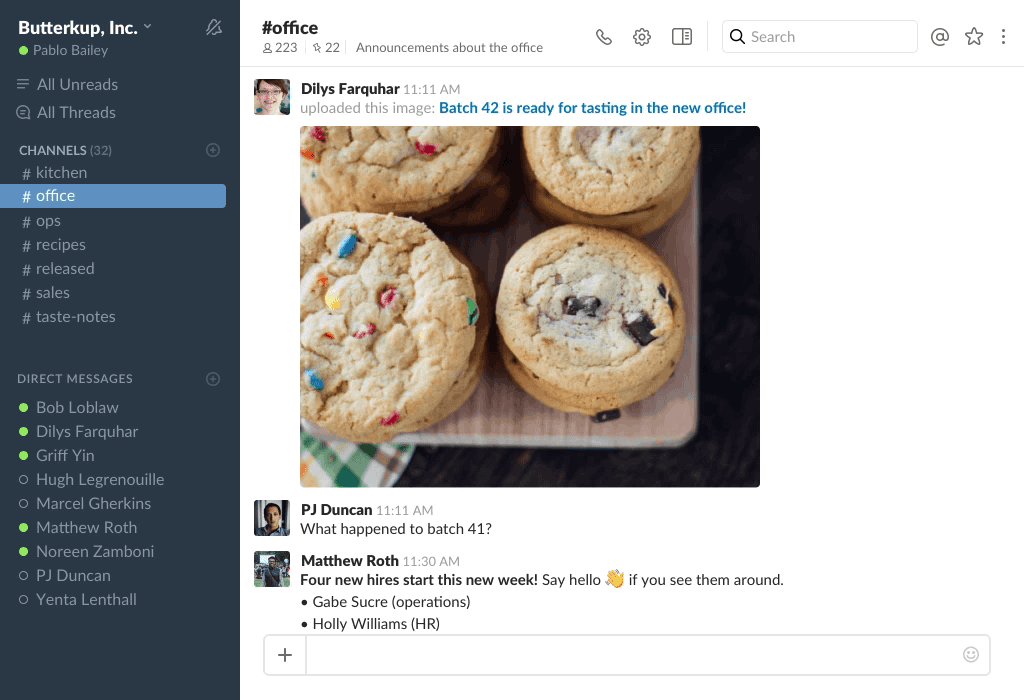 Butterkup, Inc.
Pablo Bailey
All Unreads
All Threads
CHANNELS (32)
# kitchen
# office
# ops
# recipes
# released
# sales
# taste-notes
DIRECT MESSAGES
Bob Loblaw
Dilys Farquhar
Griff Yin
Hugh Legrenouille
Marcel Gherkins
Matthew Roth
Noreen Zamboni
PJ Duncan
Yenta Lenthall
#office
223 22 Announcements about the office
Search
Dilys Farquhar 11:11 AM
uploaded this image: Batch 42 is ready for tasting in the new office!
PJ Duncan 11:11 AM
What happened to batch 41?
Matthew Roth 11:30 AM
Four new hires start this new week! Say hello 👋 if you see them around.
• Gabe Sucre (operations)
• Holly Williams (HR)